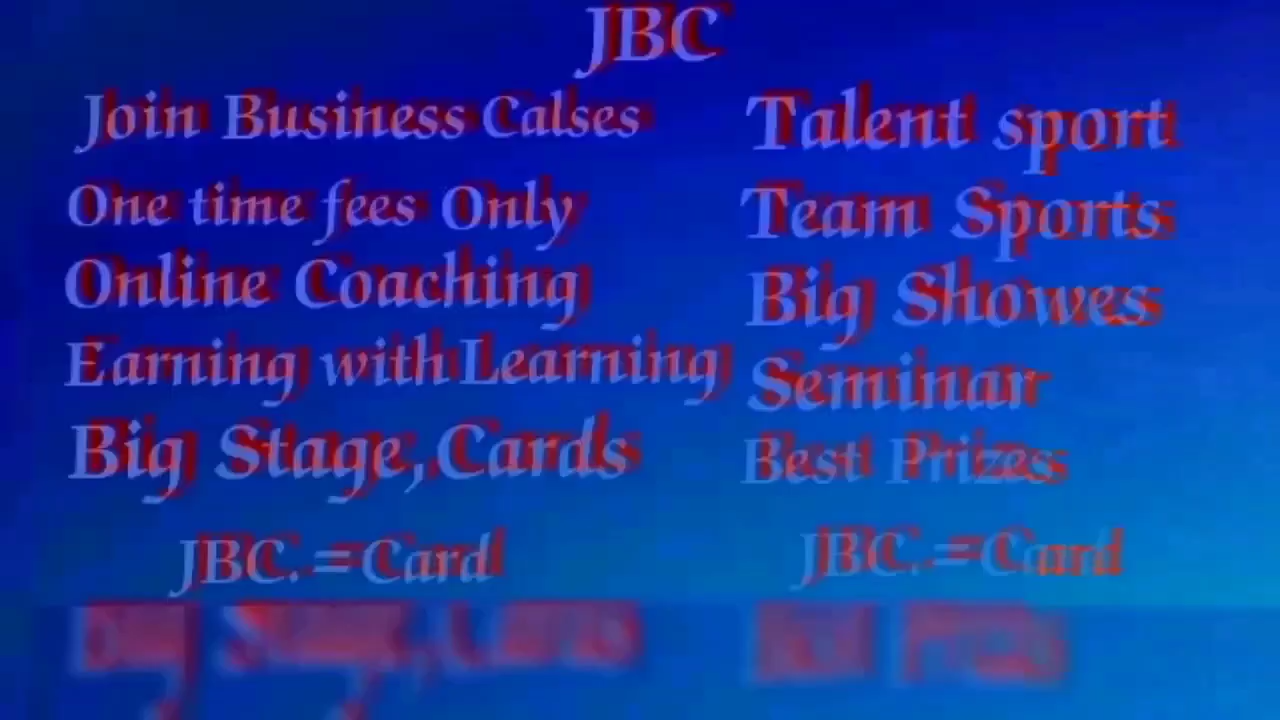 JBC
Join Business Calses
One time fees Only
Online Coaching
Earning with Learning
Big Stage, Cards
JBC. =Card
Talent sport
Team Sports
Big Showes
Seminar
Best Prizes
JBC. =Card